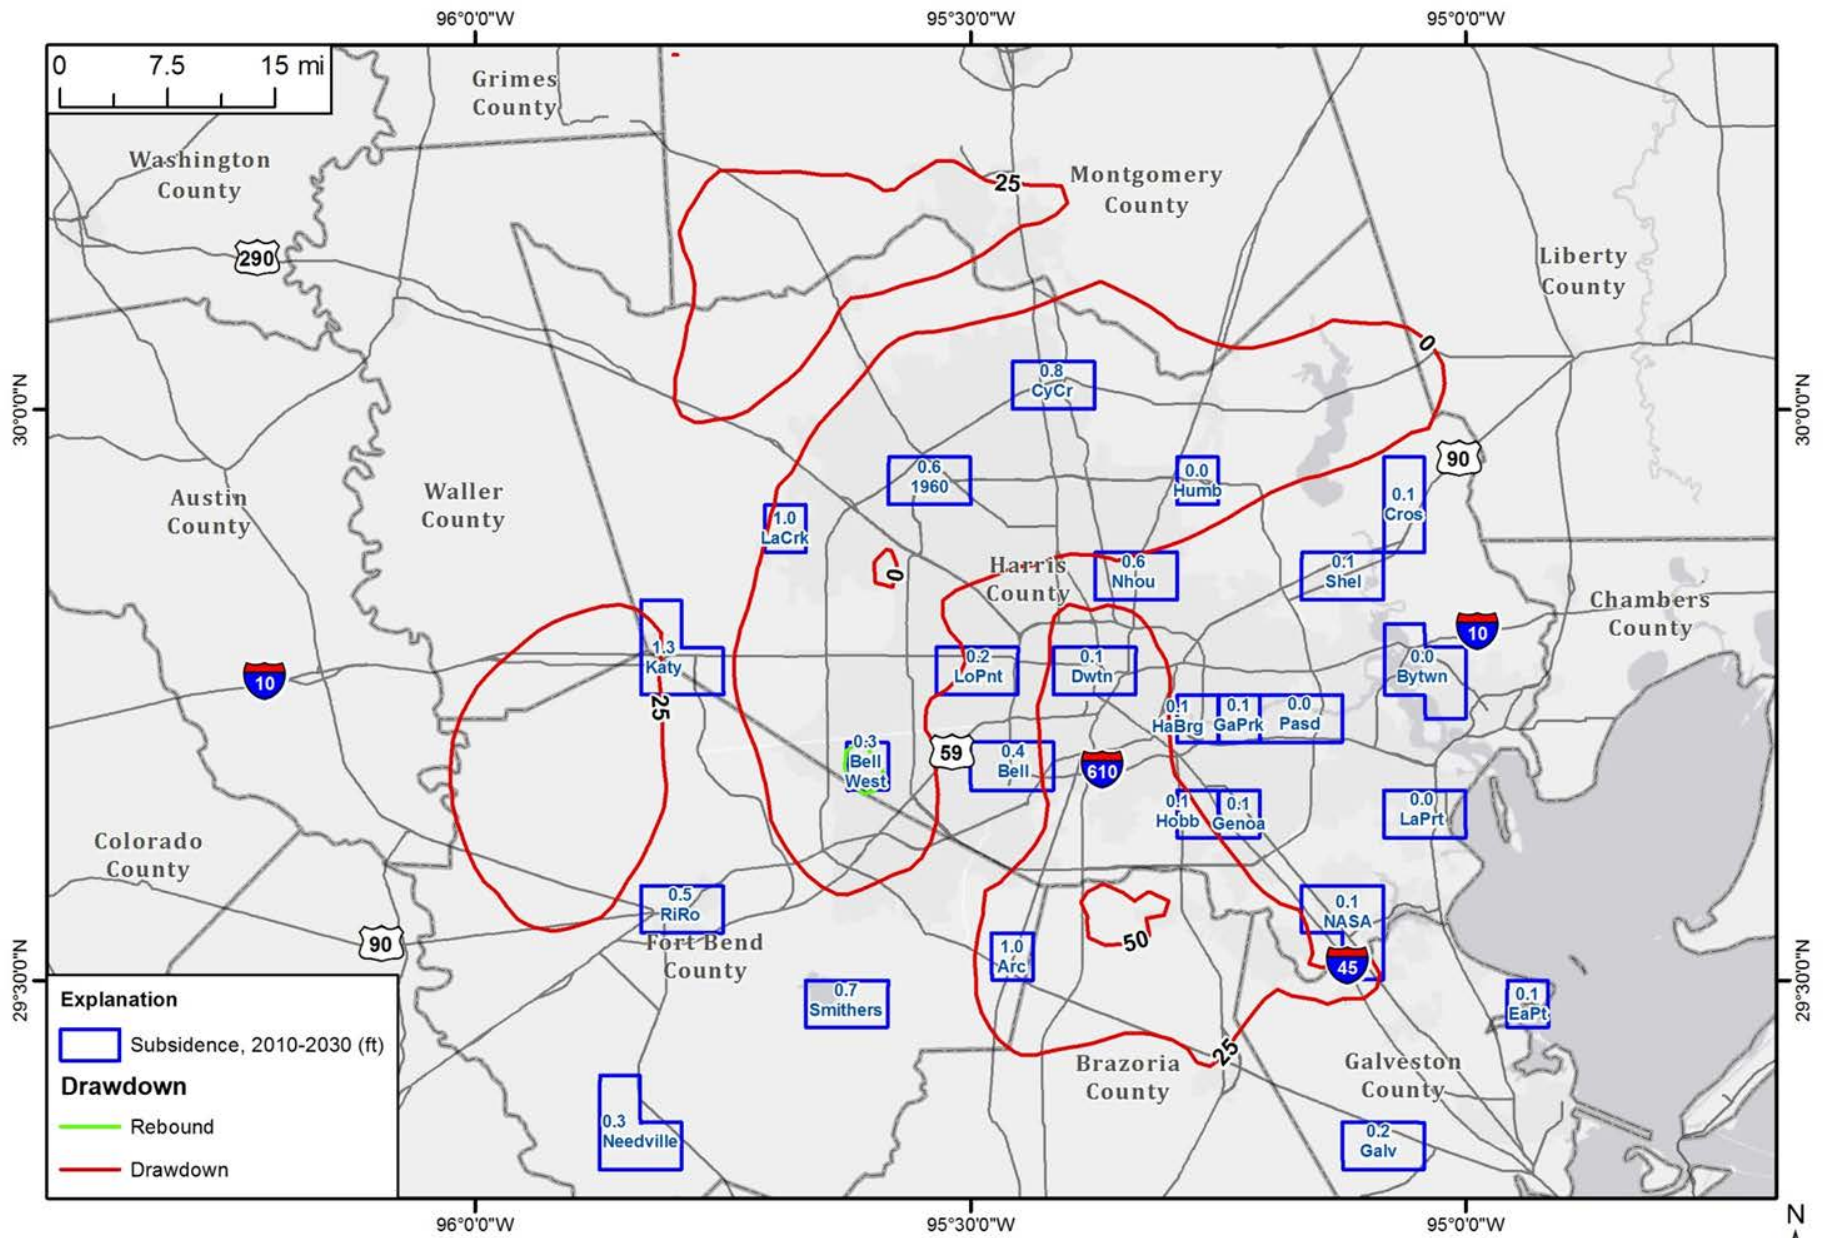 96°0'0"W
95°30'0"W
95°0'0"W
0 7.5 15 mi
Grimes
County
Washington
County
Montgomery
County
25
290
Liberty
County
0
30°0'0"N
30°0'0"N
0.8
CyCr
90
0.6
1960
0.0
Humb
0.1
Cros
Austin
County
Waller
County
1.0
LaCrk
0
Harris
County
0.6
Nhou
0.1
Shel
Chambers
County
10
10
1.3
Katy
25
0.2
LoPnt
0.1
Dwtn
0.0
Bytwn
0.1
HaBrg
0.1
GaPrk
0.0
Pasd
0.3
Bell
West
59
0.4
Bell
610
0.1
Hobb
0.1
Genoa
0.0
LaPrt
Colorado
County
0.5
RiRo
0.1
NASA
90
Fort Bend
County
1.0
Arc
50
45
29°30'0"N
29°30'0"N
0.7
Smithers
0.1
EaPt
25
Brazoria
County
Galveston
County
0.3
Needville
0.2
Galv
Explanation
Subsidence, 2010-2030 (ft)
Drawdown
Rebound
Drawdown
96°0'0"W
95°30'0"W
95°0'0"W
N